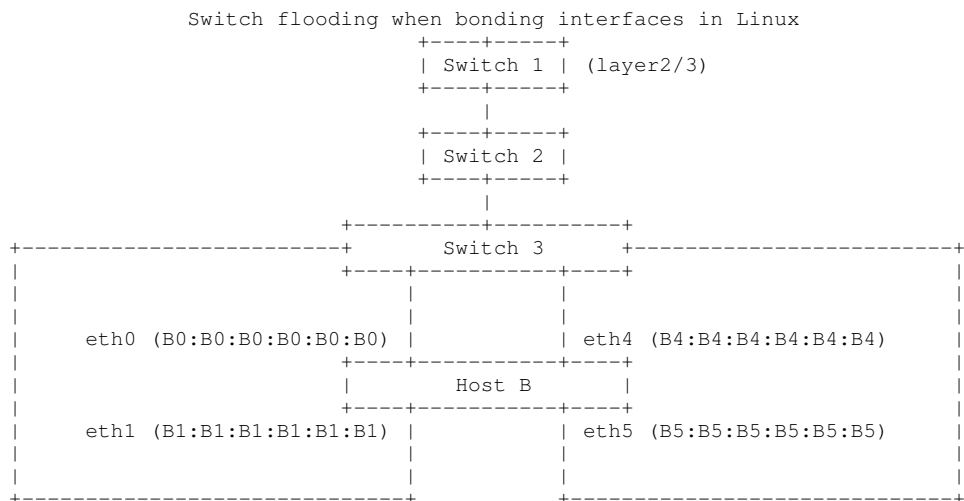 Switch flooding when bonding interfaces in Linux
Switch 1 (layer2/3)
Switch 2
Switch 3
eth0 (B0:B0:B0:B0:B0:B0) eth4 (B4:B4:B4:B4:B4:B4)
Host B
eth1 (B1:B1:B1:B1:B1:B1) eth5 (B5:B5:B5:B5:B5:B5)